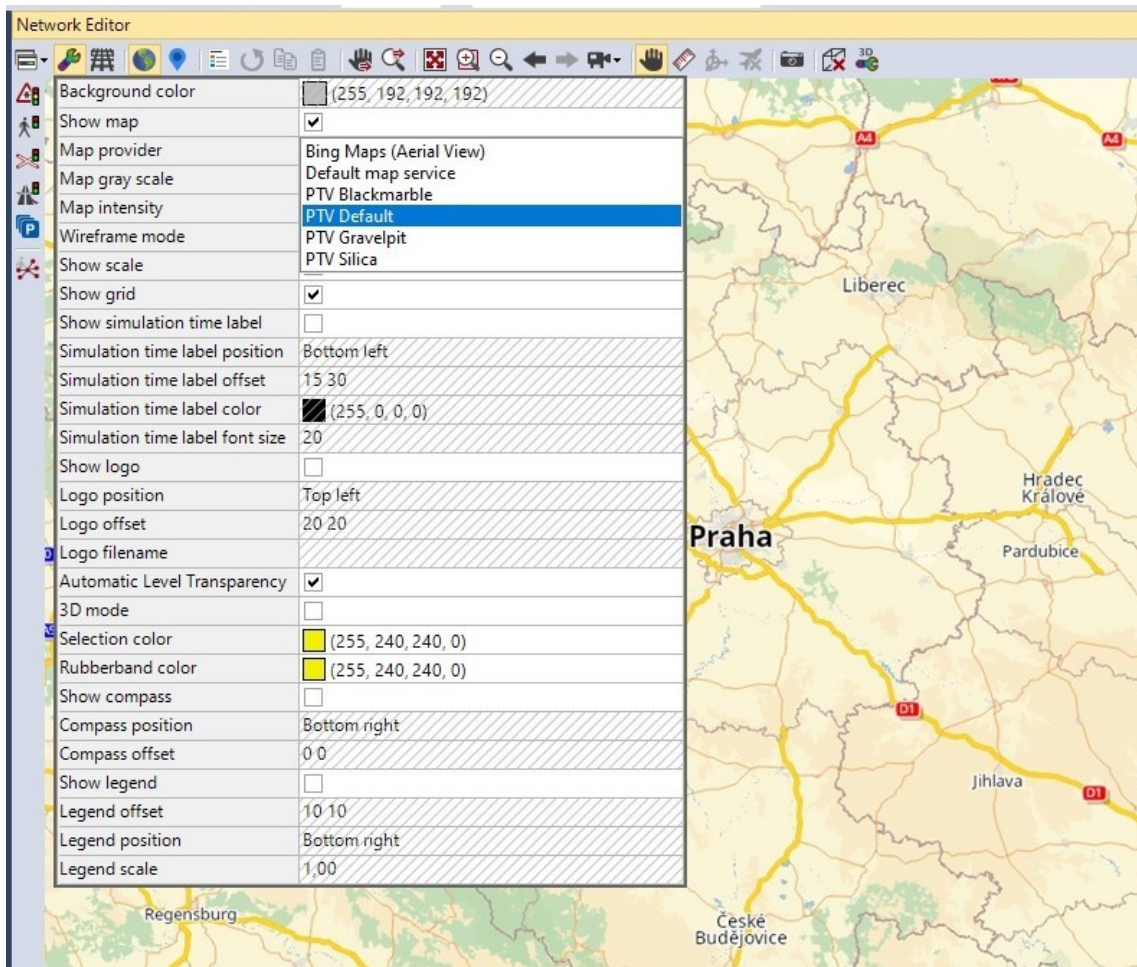 Network Editor
3D
Background color (255, 192, 192, 192)
Show map
Map provider
Bing Maps (Aerial View)
Default map service
PTV Blackmarble
PTV Default
PTV Gravelpit
PTV Silica
Map gray scale
Map intensity
Wireframe mode
Show scale
Show grid
Show simulation time label
Simulation time label position Bottom left
Simulation time label offset 15 30
Simulation time label color (255, 0, 0, 0)
Simulation time label font size 20
Show logo
Logo position Top left
Logo offset 20 20
Logo filename
Automatic Level Transparency
3D mode
Selection color (255, 240, 240, 0)
Rubberband color (255, 240, 240, 0)
Show compass
Compass position Bottom right
Compass offset 0 0
Show legend
Legend offset 10 10
Legend position Bottom right
Legend scale 1,00
P
A4
A4
Liberec
Hradec
Králové
Praha
Pardubice
D1
Jihlava
D1
Regensburg
České
Budějovice